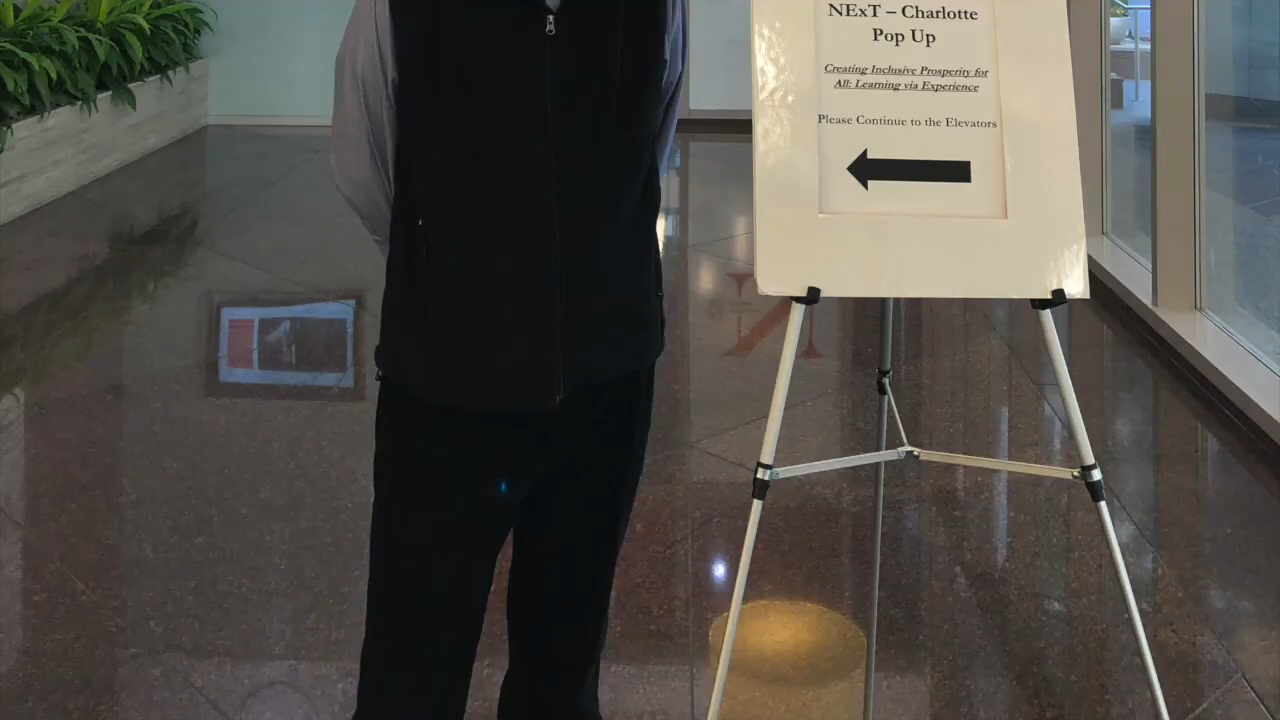 NExT – Charlotte
Pop Up
Creating Inclusive Prosperity for
All: Learning via Experience
Please Continue to the Elevators